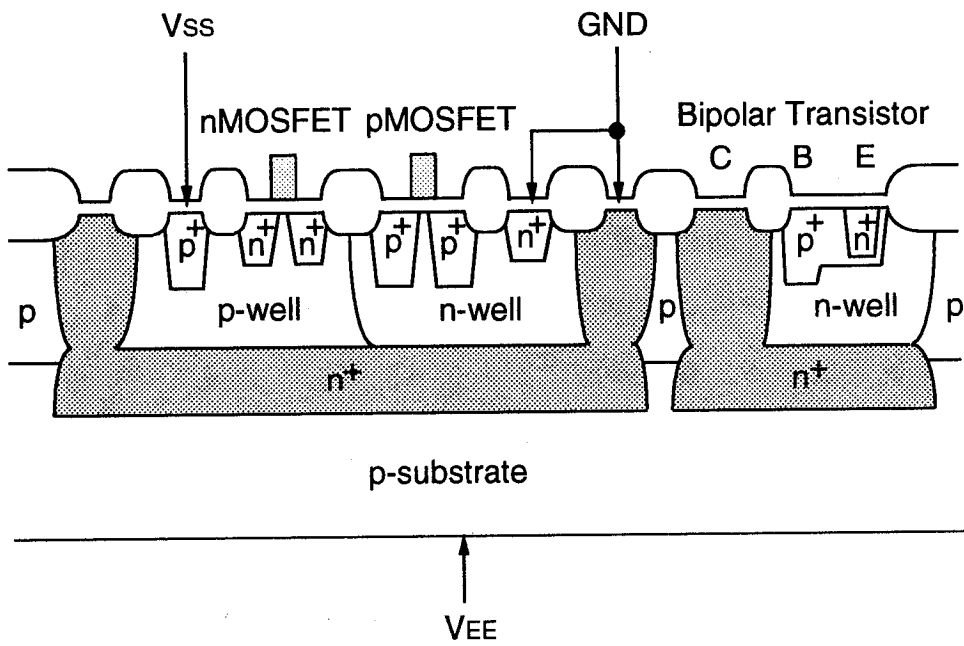 VSS
GND
nMOSFET pMOSFET
Bipolar Transistor
C B E
p+ n+ n+ p+ p+ n+ p+ n+
p p-well n-well p n-well p
n+ n+
p-substrate
VEE